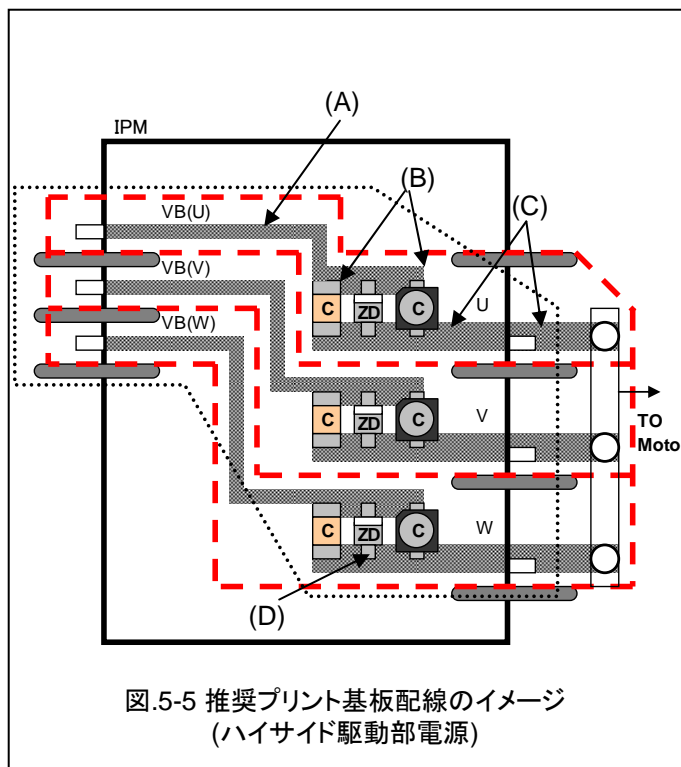 IPM
(A)
(B)
(C)
VB(U)
VB(V)
VB(W)
C
ZD
C
U
C
ZD
C
V
TO
Moto
C
ZD
C
W
(D)
図.5-5 推奨プリント基板配線のイメージ
(ハイサイド駆動部電源)